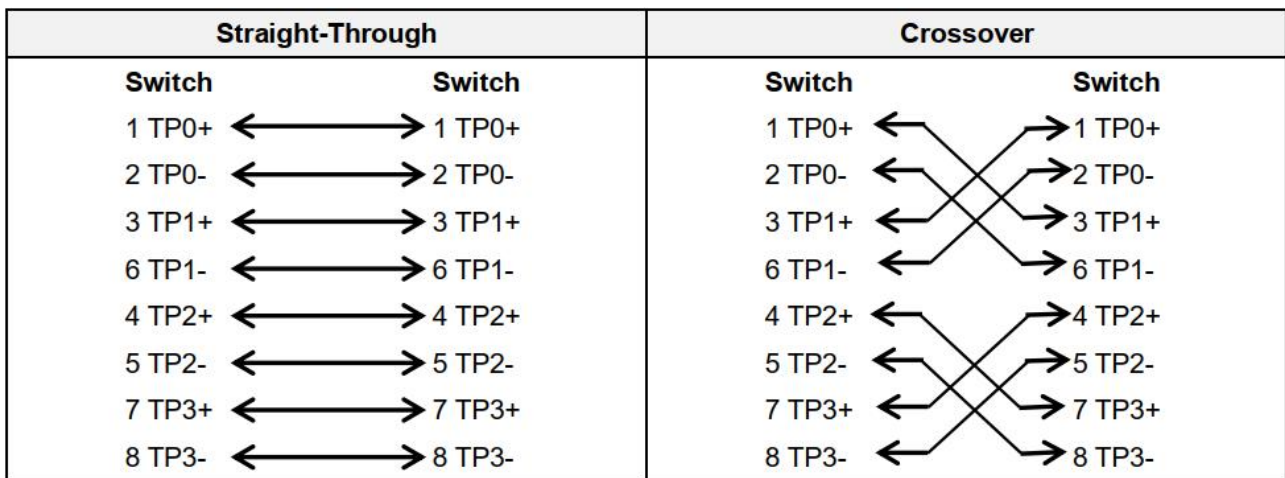 Straight-Through Crossover
Switch Switch Switch Switch
1 TP0+ 1 TP0+ 1 TP0+ 1 TP0+
2 TP0- 2 TP0- 2 TP0- 2 TP0-
3 TP1+ 3 TP1+ 3 TP1+ 3 TP1+
6 TP1- 6 TP1- 6 TP1- 6 TP1-
4 TP2+ 4 TP2+ 4 TP2+ 4 TP2+
5 TP2- 5 TP2- 5 TP2- 5 TP2-
7 TP3+ 7 TP3+ 7 TP3+ 7 TP3+
8 TP3- 8 TP3- 8 TP3- 8 TP3-